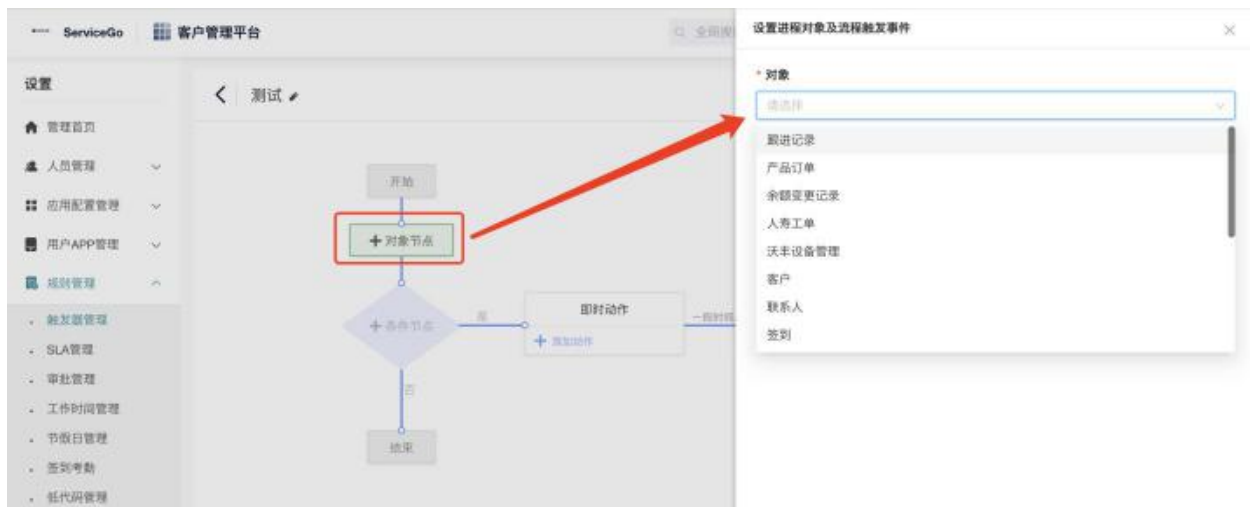 ServiceGo
客户管理平台
设置进程对象及流程触发事件
设置
测试
* 对象
请选择
管理首页
跟进记录
人员管理
产品订单
开始
余额变更记录
应用配置管理
人寿工单
用户APP管理
+ 对象节点
沃丰设备管理
规则管理
客户
触发器管理
即时动作
联系人
+ 条件节点
是
SLA管理
+ 添加动作
签到
审批管理
否
工作时间管理
节假日管理
结束
签到考勤
低代码管理